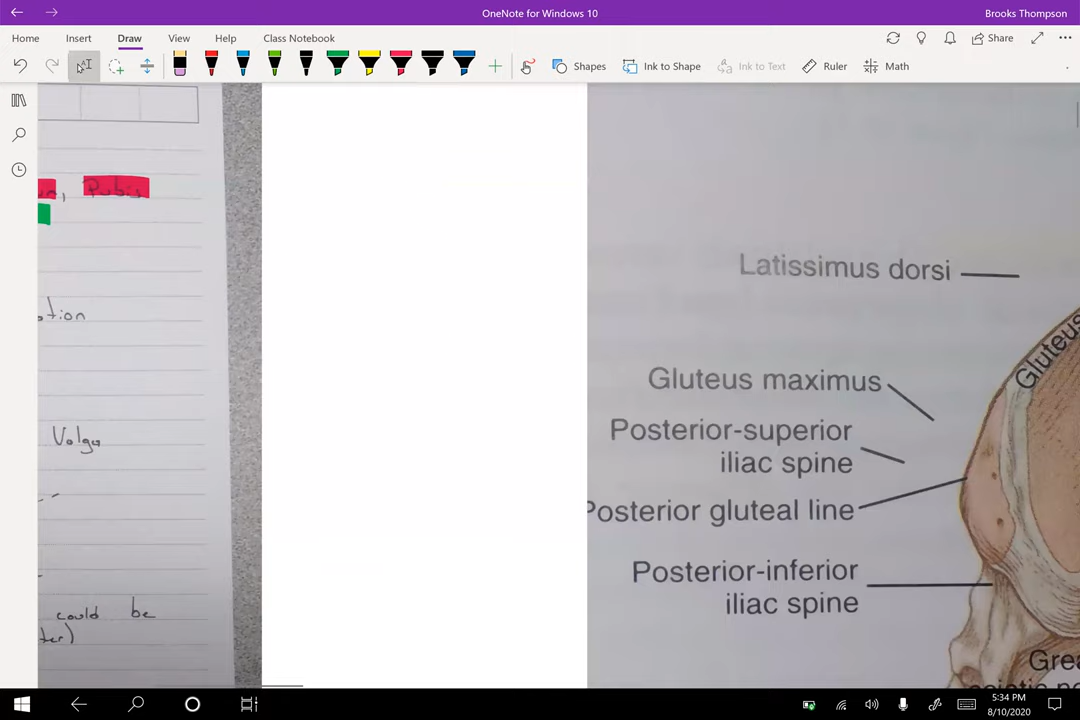 OneNote for Windows 10
Brooks Thompson
Home Insert Draw View Help Class Notebook
Share
Shapes Ink to Shape Ink to Text Ruler Math
Pubis
Volga
could be
Latissimus dorsi
Gluteus
Gluteus maximus
Posterior-superior
iliac spine
Posterior gluteal line
Posterior-inferior
iliac spine
5:34 PM
8/10/2020